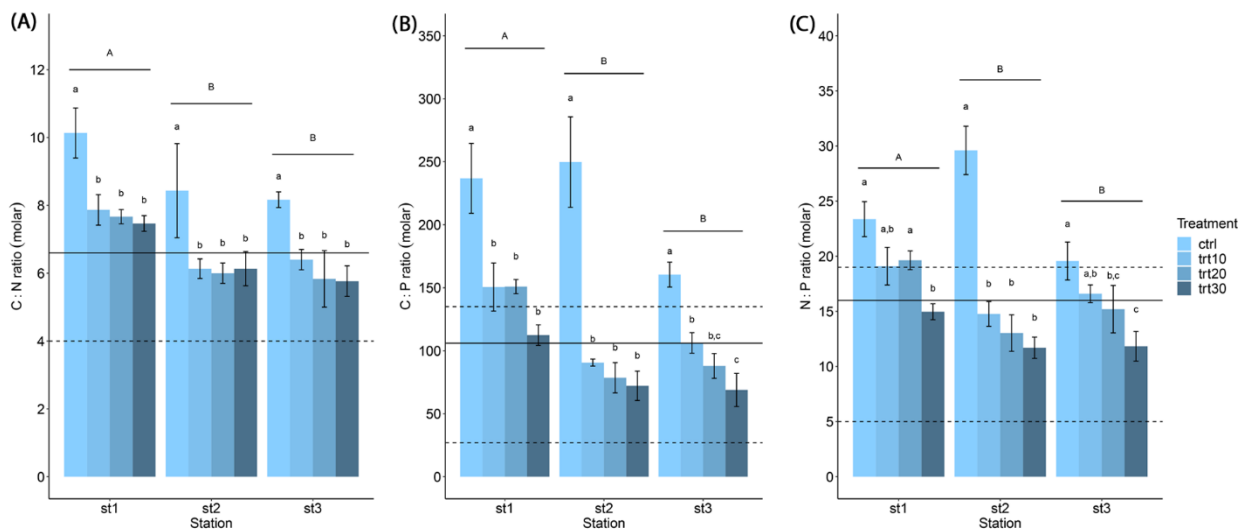 (A)
C : N ratio (molar)
12
10
8
6
4
2
0
A
B
B
a
b
b
b
a
b
b
b
a
b
b
b
st1
st2
st3
Station
(B)
C : P ratio (molar)
350
300
250
200
150
100
50
0
A
B
B
a
b
b
b
a
b
b
b
a
b
b,c
c
st1
st2
st3
Station
(C)
N : P ratio (molar)
40
35
30
25
20
15
10
5
0
A
B
B
a
a,b
a
b
a
b
b
b
a
a,b
b,c
c
st1
st2
st3
Station
Treatment
ctrl
trt10
trt20
trt30